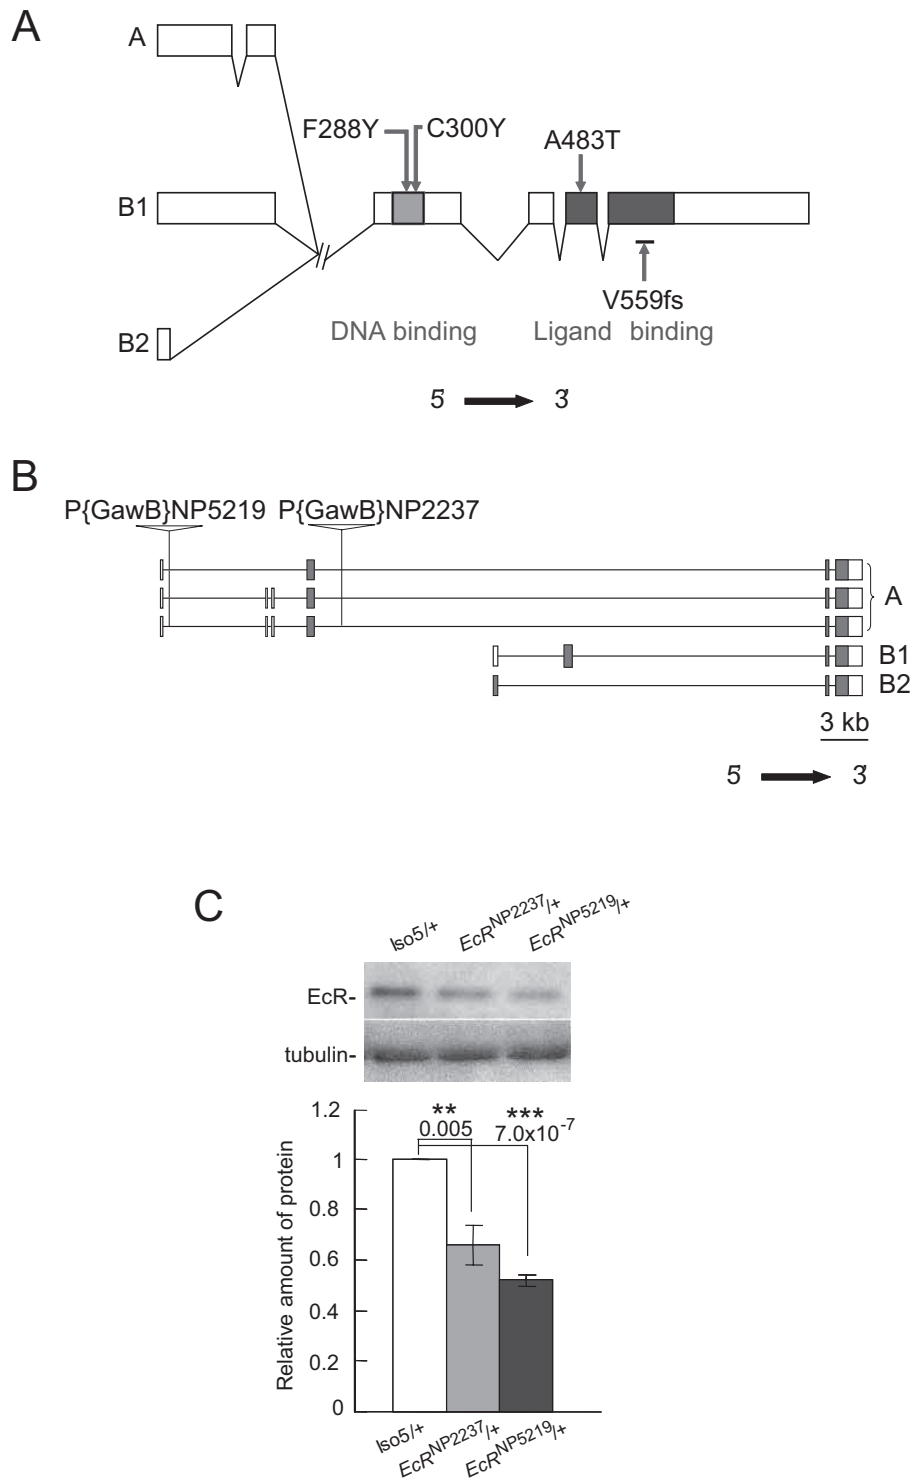 A
A
F288Y
C300Y
A483T
B1
V559fs
B2
DNA binding
Ligand binding
5' 3'
B
P{GawB}NP5219 P{GawB}NP2237
A
B1
B2
3 kb
5' 3'
C
Iso5/+ EcR^NP2237/+ EcR^NP5219/+
EcR-
tubulin-
** ***
0.005 7.0x10^-7
Relative amount of protein
1.2
1
0.8
0.6
0.4
0.2
0
Iso5/+ EcR^NP2237/+ EcR^NP5219/+